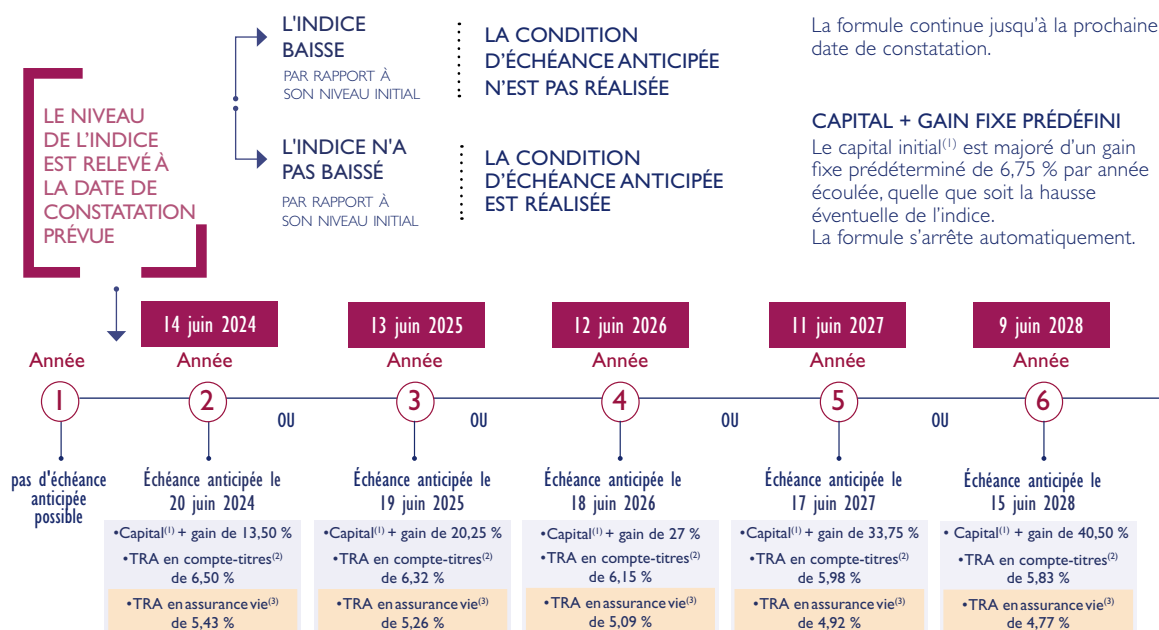 LE NIVEAU
DE L'INDICE
EST RELEVÉ À
LA DATE DE
CONSTATATION
PRÉVUE
L'INDICE
BAISSE
PAR RAPPORT À
SON NIVEAU INITIAL
LA CONDITION
D'ÉCHÉANCE ANTICIPÉE
N'EST PAS RÉALISÉE
La formule continue jusqu'à la prochaine
date de constatation.
L'INDICE N'A
PAS BAISSÉ
PAR RAPPORT À
SON NIVEAU INITIAL
LA CONDITION
D'ÉCHÉANCE ANTICIPÉE
EST RÉALISÉE
CAPITAL + GAIN FIXE PRÉDÉFINI
Le capital initial(1) est majoré d'un gain
fixe prédéterminé de 6,75 % par année
écoulée, quelle que soit la hausse
éventuelle de l'indice.
La formule s'arrête automatiquement.
Année
1
pas d'échéance
anticipée
possible
14 juin 2024
Année
2
Échéance anticipée le
20 juin 2024
•Capital(1) + gain de 13,50 %
•TRA en compte-titres(2)
de 6,50 %
•TRA en assurance vie(3)
de 5,43 %
OU
13 juin 2025
Année
3
Échéance anticipée le
19 juin 2025
•Capital(1) + gain de 20,25 %
•TRA en compte-titres(2)
de 6,32 %
•TRA en assurance vie(3)
de 5,26 %
OU
12 juin 2026
Année
4
Échéance anticipée le
18 juin 2026
•Capital(1) + gain de 27 %
•TRA en compte-titres(2)
de 6,15 %
•TRA en assurance vie(3)
de 5,09 %
OU
11 juin 2027
Année
5
Échéance anticipée le
17 juin 2027
•Capital(1) + gain de 33,75 %
•TRA en compte-titres(2)
de 5,98 %
•TRA en assurance vie(3)
de 4,92 %
OU
9 juin 2028
Année
6
Échéance anticipée le
15 juin 2028
• Capital(1) + gain de 40,50 %
•TRA en compte-titres(2)
de 5,83 %
•TRA en assurance vie(3)
de 4,77 %